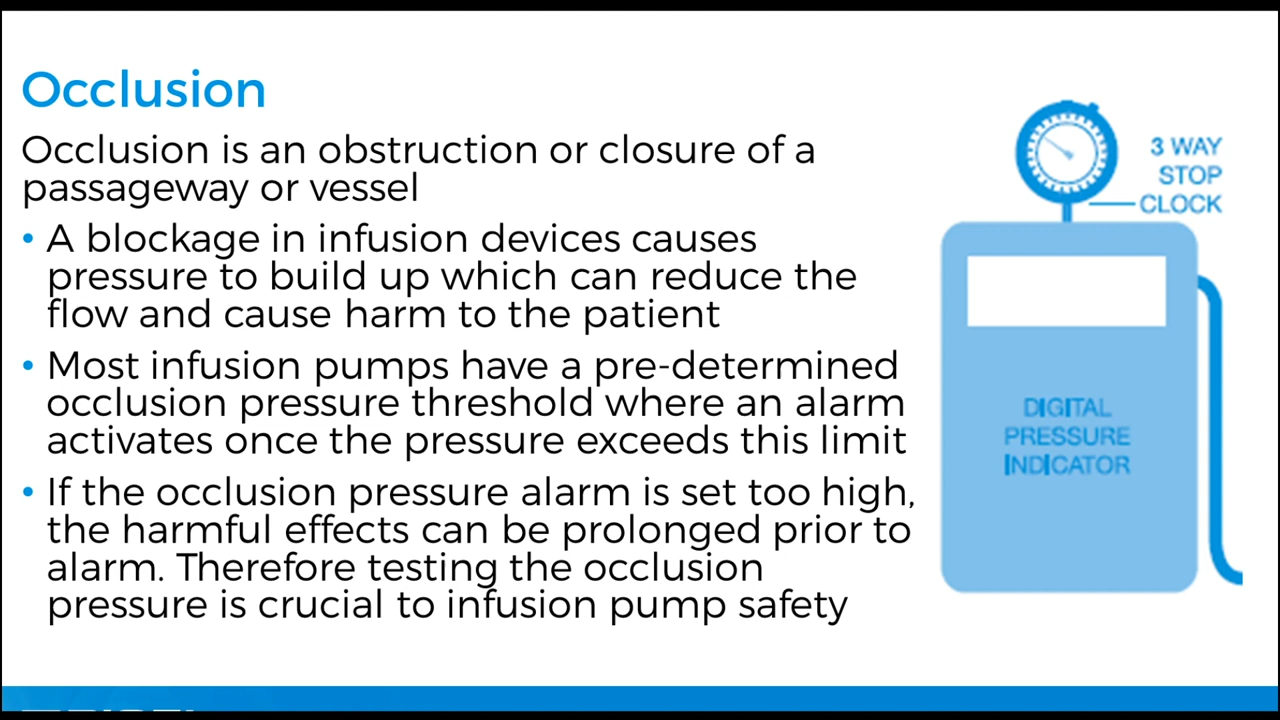 Occlusion
Occlusion is an obstruction or closure of a
passageway or vessel
• A blockage in infusion devices causes
pressure to build up which can reduce the
flow and cause harm to the patient
• Most infusion pumps have a pre-determined
occlusion pressure threshold where an alarm
activates once the pressure exceeds this limit
• If the occlusion pressure alarm is set too high,
the harmful effects can be prolonged prior to
alarm. Therefore testing the occlusion
pressure is crucial to infusion pump safety
3 WAY
STOP
CLOCK
DIGITAL
PRESSURE
INDICATOR